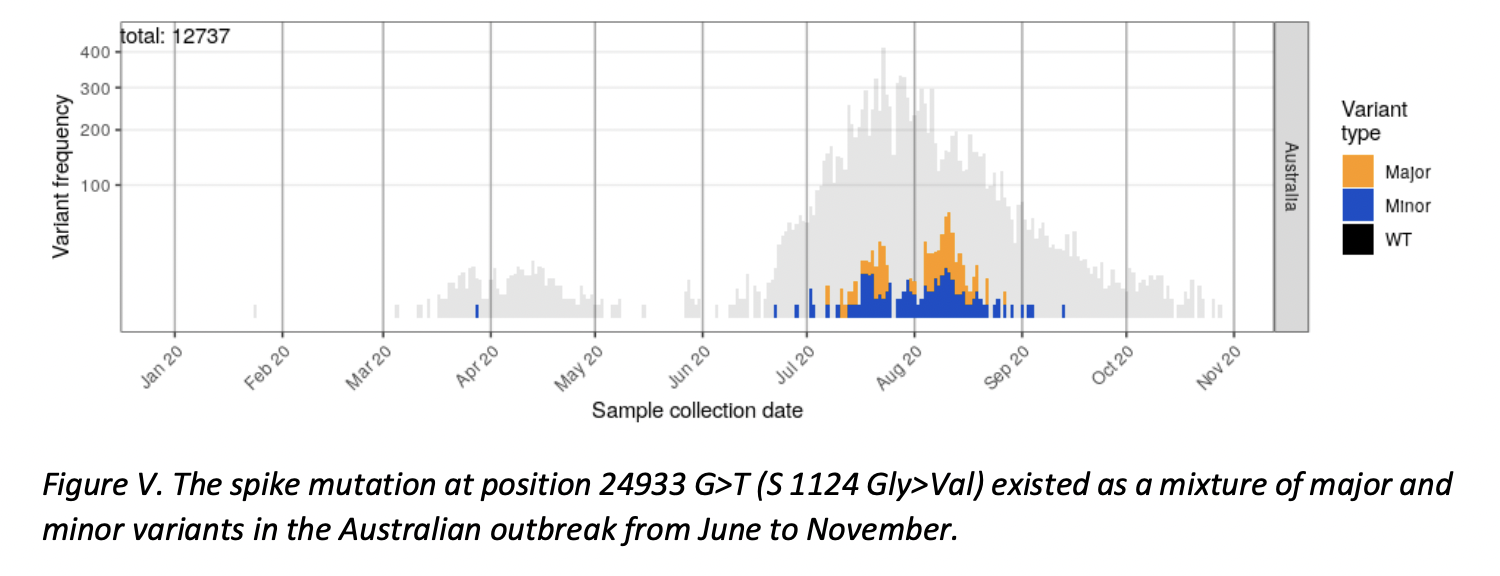 total: 12737
400
300
200
100
Variant frequency
Australia
Variant
type
Major
Minor
WT
Jan 20
Feb 20
Mar 20
Apr 20
May 20
Jun 20
Jul 20
Aug 20
Sep 20
Oct 20
Nov 20
Sample collection date
Figure V. The spike mutation at position 24933 G>T (S 1124 Gly>Val) existed as a mixture of major and
minor variants in the Australian outbreak from June to November.